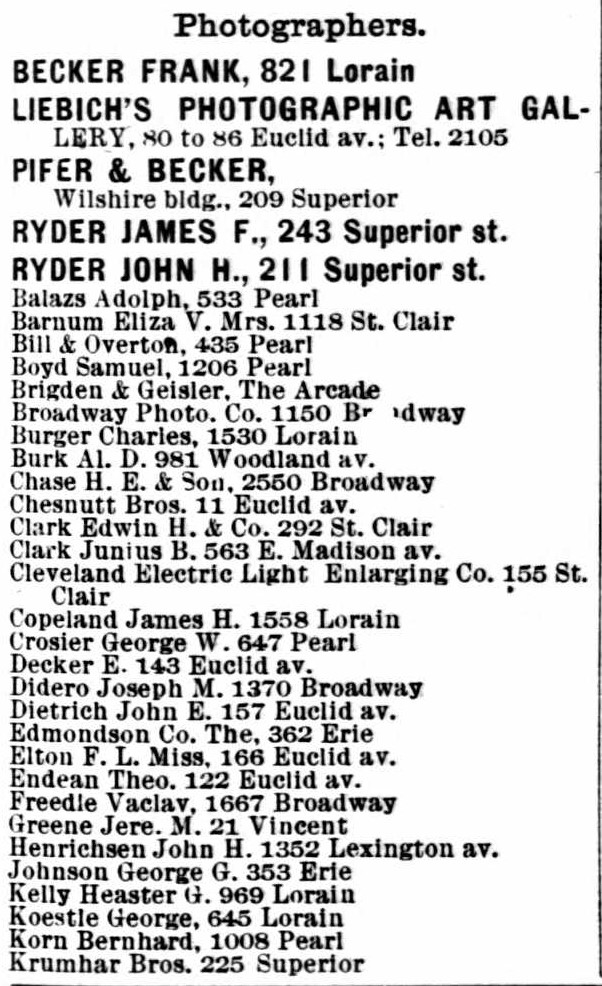 Photographers.
BECKER FRANK, 821 Lorain
LIEBICH'S PHOTOGRAPHIC ART GAL-
LERY, 80 to 86 Euclid av.; Tel. 2105
PIFER & BECKER,
Wilshire bldg., 209 Superior
RYDER JAMES F., 243 Superior st.
RYDER JOHN H., 211 Superior st.
Balazs Adolph, 533 Pearl
Barnum Eliza V. Mrs. 1118 St. Clair
Bill & Overton, 435 Pearl
Boyd Samuel, 1206 Pearl
Brigden & Geisler, The Arcade
Broadway Photo. Co. 1150 Br dway
Burger Charles, 1530 Lorain
Burk Al. D. 981 Woodland av.
Chase H. E. & Son, 2550 Broadway
Chesnutt Bros. 11 Euclid av.
Clark Edwin H. & Co. 292 St. Clair
Clark Junius B. 563 E. Madison av.
Cleveland Electric Light Enlarging Co. 155 St.
Clair
Copeland James H. 1558 Lorain
Crosier George W. 647 Pearl
Decker E. 143 Euclid av.
Didero Joseph M. 1370 Broadway
Dietrich John E. 157 Euclid av.
Edmondson Co. The, 362 Erie
Elton F. L. Miss, 166 Euclid av.
Endean Theo. 122 Euclid av.
Freedle Vaclav, 1667 Broadway
Greene Jere. M. 21 Vincent
Henrichsen John H. 1352 Lexington av.
Johnson George G. 353 Erie
Kelly Heaster G. 969 Lorain
Koestle George, 645 Lorain
Korn Bernhard, 1008 Pearl
Krumhar Bros. 225 Superior